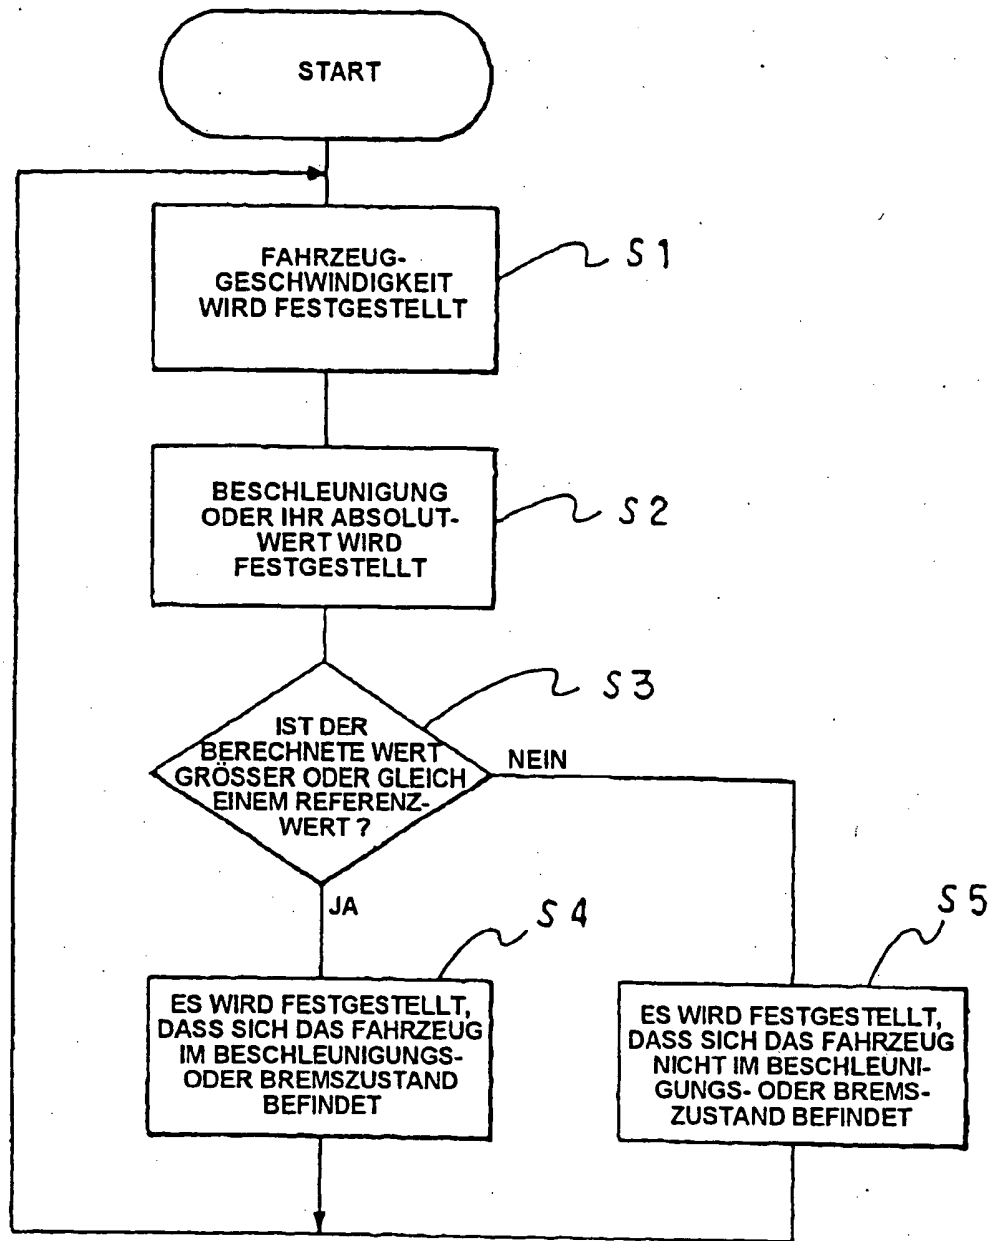 START
FAHRZEUG-
GESCHWINDIGKEIT
WIRD FESTGESTELLT
S1
BESCHLEUNIGUNG
ODER IHR ABSOLUT-
WERT WIRD
FESTGESTELLT
S2
S3
IST DER
BERECHNETE WERT
GRÖSSER ODER GLEICH
EINEM REFERENZ-
WERT ?
NEIN
JA
S4
S5
ES WIRD FESTGESTELLT,
DASS SICH DAS FAHRZEUG
IM BESCHLEUNIGUNGS-
ODER BREMSZUSTAND
BEFINDET
ES WIRD FESTGESTELLT,
DASS SICH DAS FAHRZEUG
NICHT IM BESCHLEUNI-
GUNGS- ODER BREMS-
ZUSTAND BEFINDET